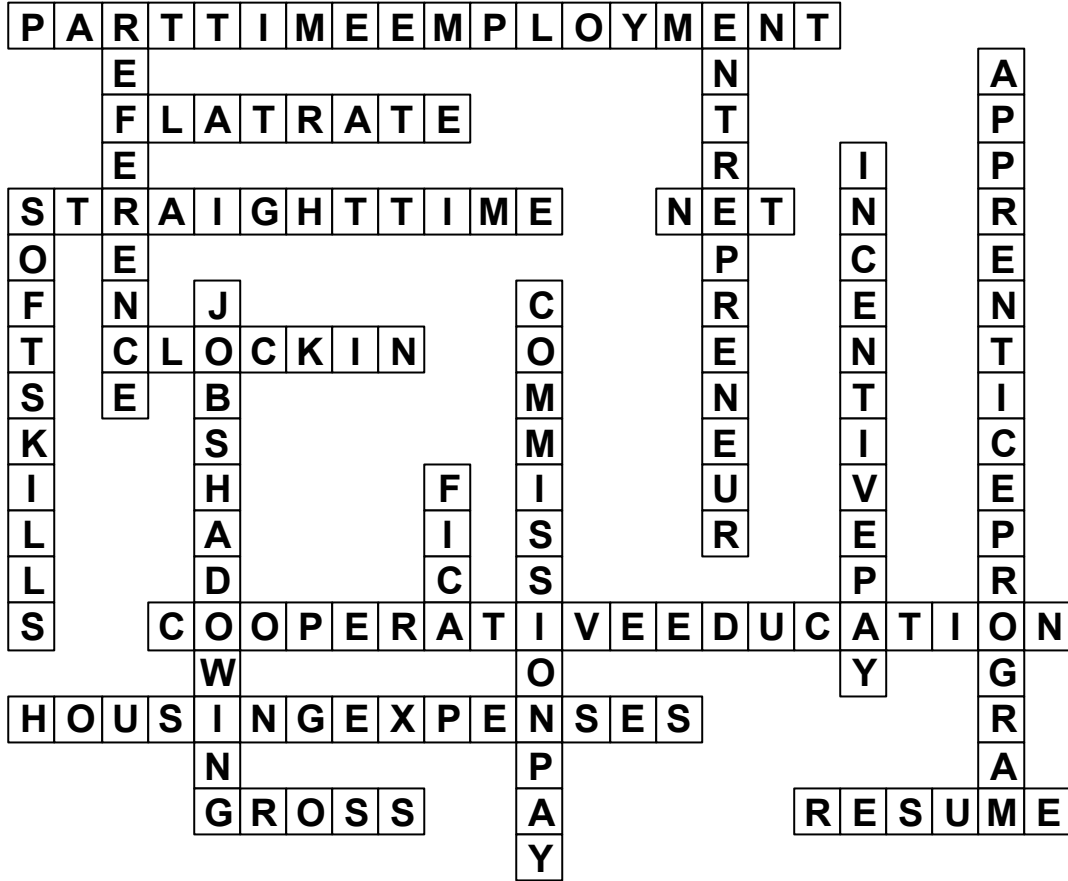 PARTTIMEEMPLOYMENT
REFERENCE
ENTREPRENEUR
APPRENTICEPROGRAM
FLATRATE
INCENTIVEPAY
STRAIGHTTIME
SOFTSKILLS
NET
JOBSHADOWING
COMMISSIONPAY
CLOCKIN
FICA
COOPERATIVEEDUCATION
HOUSINGEXPENSES
GROSS
RESUME